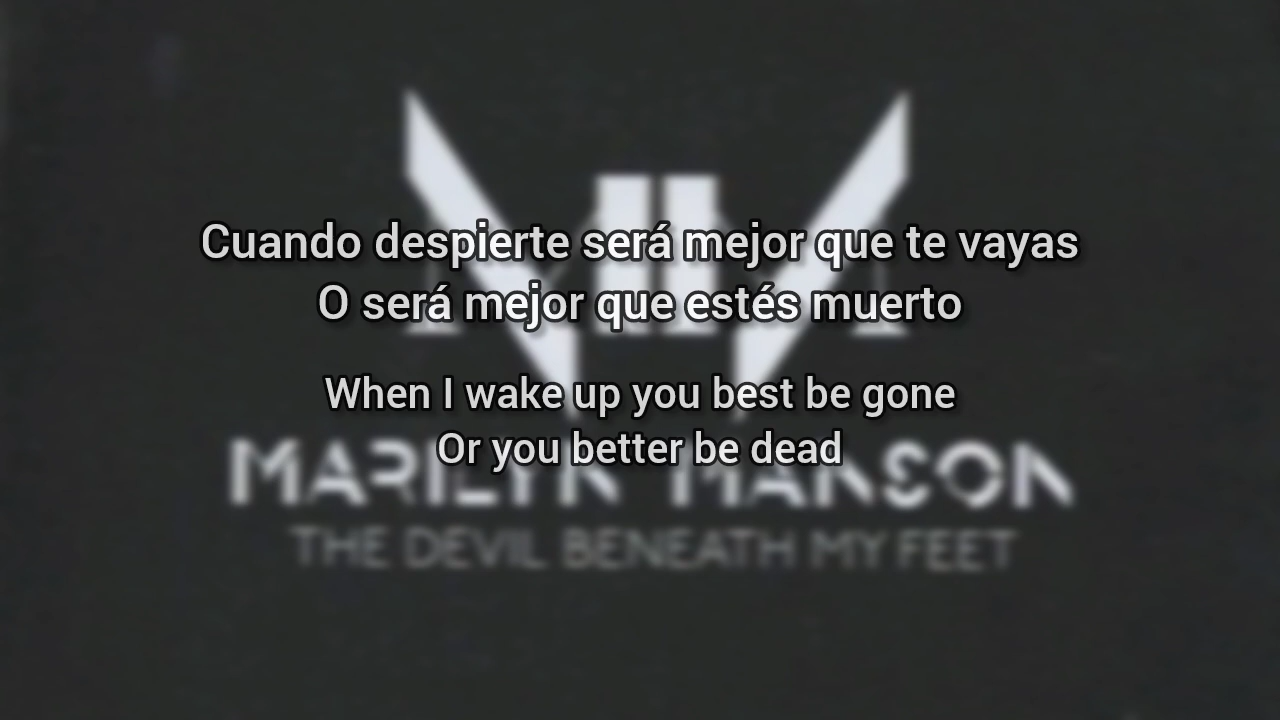 Cuando despierte será mejor que te vayas
O será mejor que estés muerto
When I wake up you best be gone
Or you better be dead
MARILYN MANSON
THE DEVIL BENEATH MY FEET